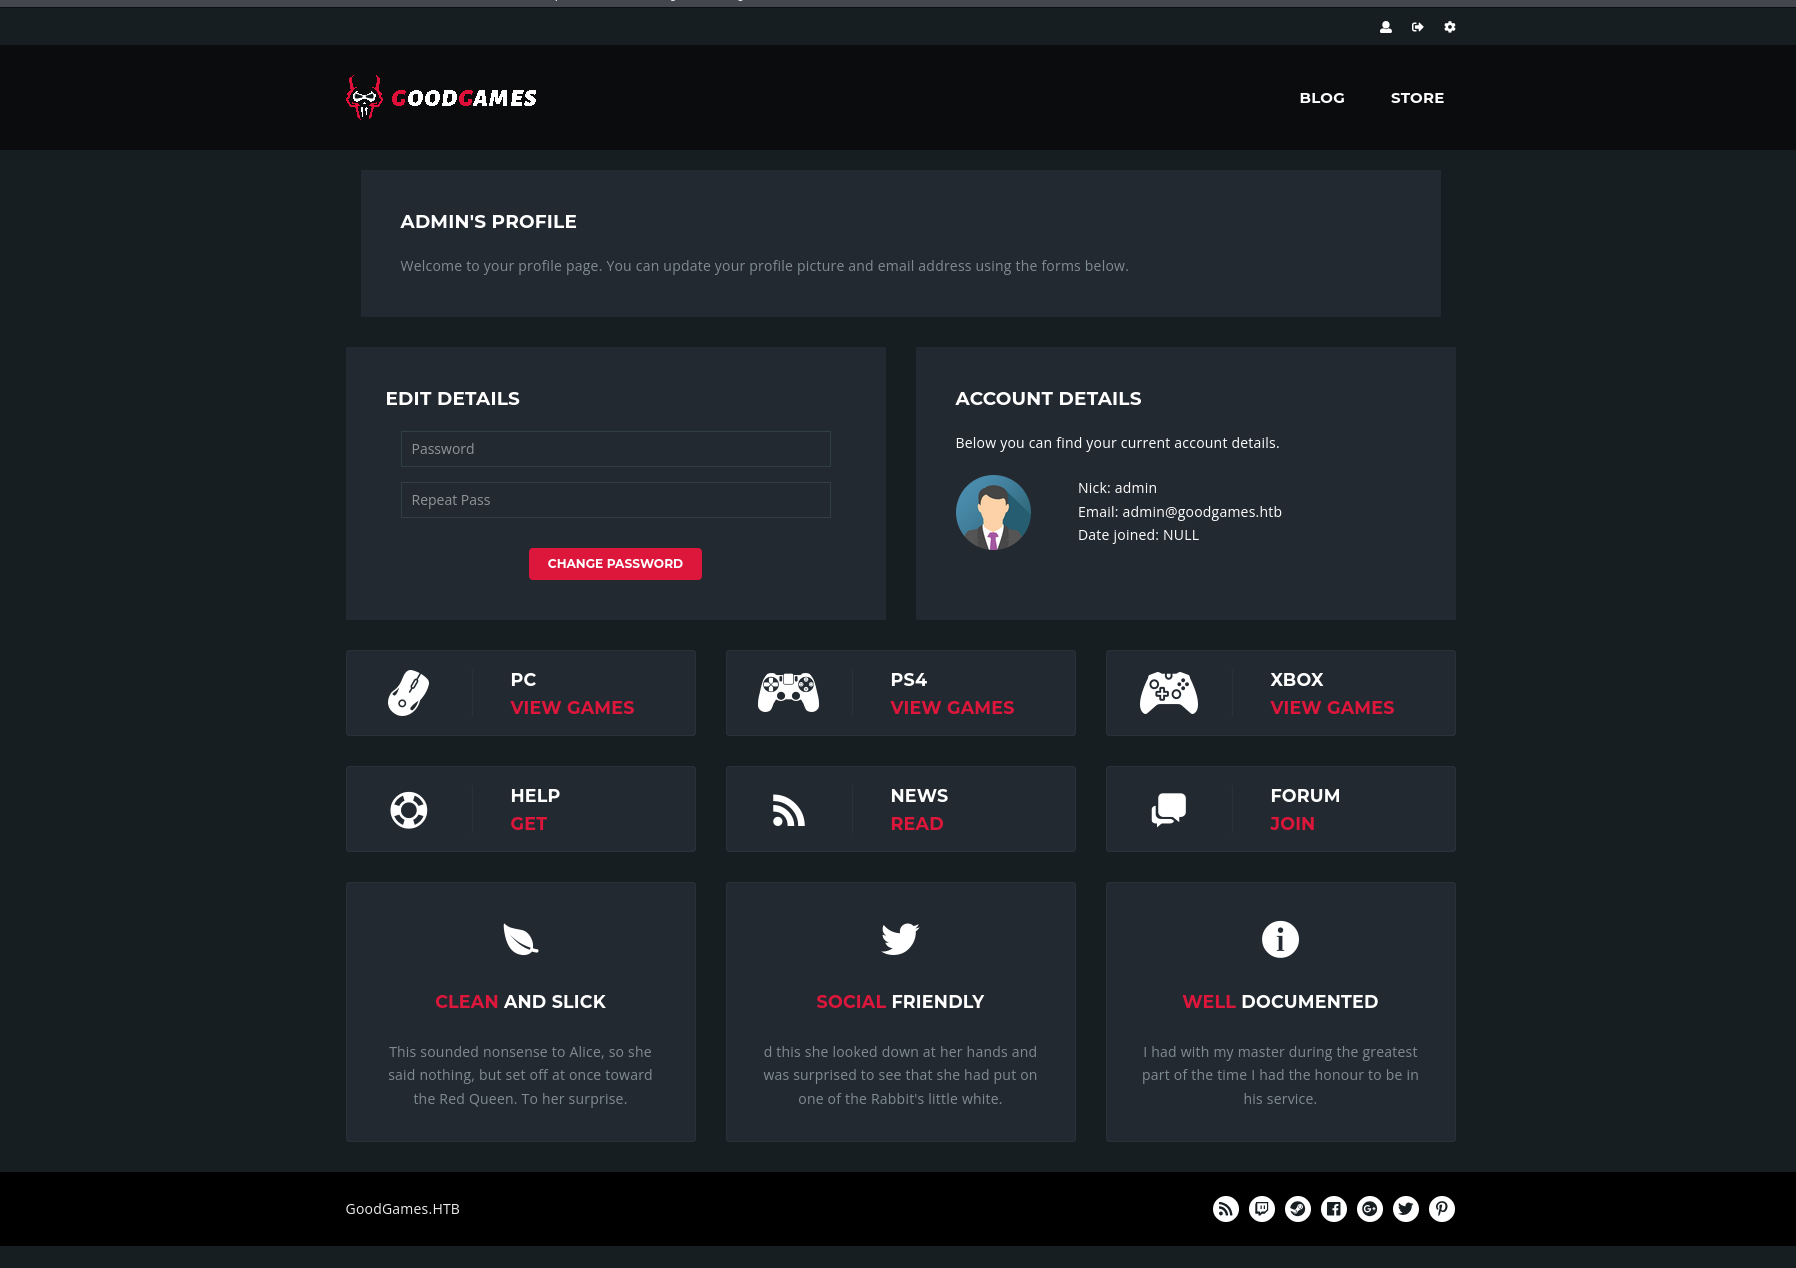 GOODGAMES
BLOG
STORE
ADMIN'S PROFILE
Welcome to your profile page. You can update your profile picture and email address using the forms below.
EDIT DETAILS
Password
Repeat Pass
CHANGE PASSWORD
ACCOUNT DETAILS
Below you can find your current account details.
Nick: admin
Email: admin@goodgames.htb
Date joined: NULL
PC
VIEW GAMES
PS4
VIEW GAMES
XBOX
VIEW GAMES
HELP
GET
NEWS
READ
FORUM
JOIN
CLEAN AND SLICK
This sounded nonsense to Alice, so she
said nothing, but set off at once toward
the Red Queen. To her surprise.
SOCIAL FRIENDLY
d this she looked down at her hands and
was surprised to see that she had put on
one of the Rabbit's little white.
WELL DOCUMENTED
I had with my master during the greatest
part of the time I had the honour to be in
his service.
GoodGames.HTB